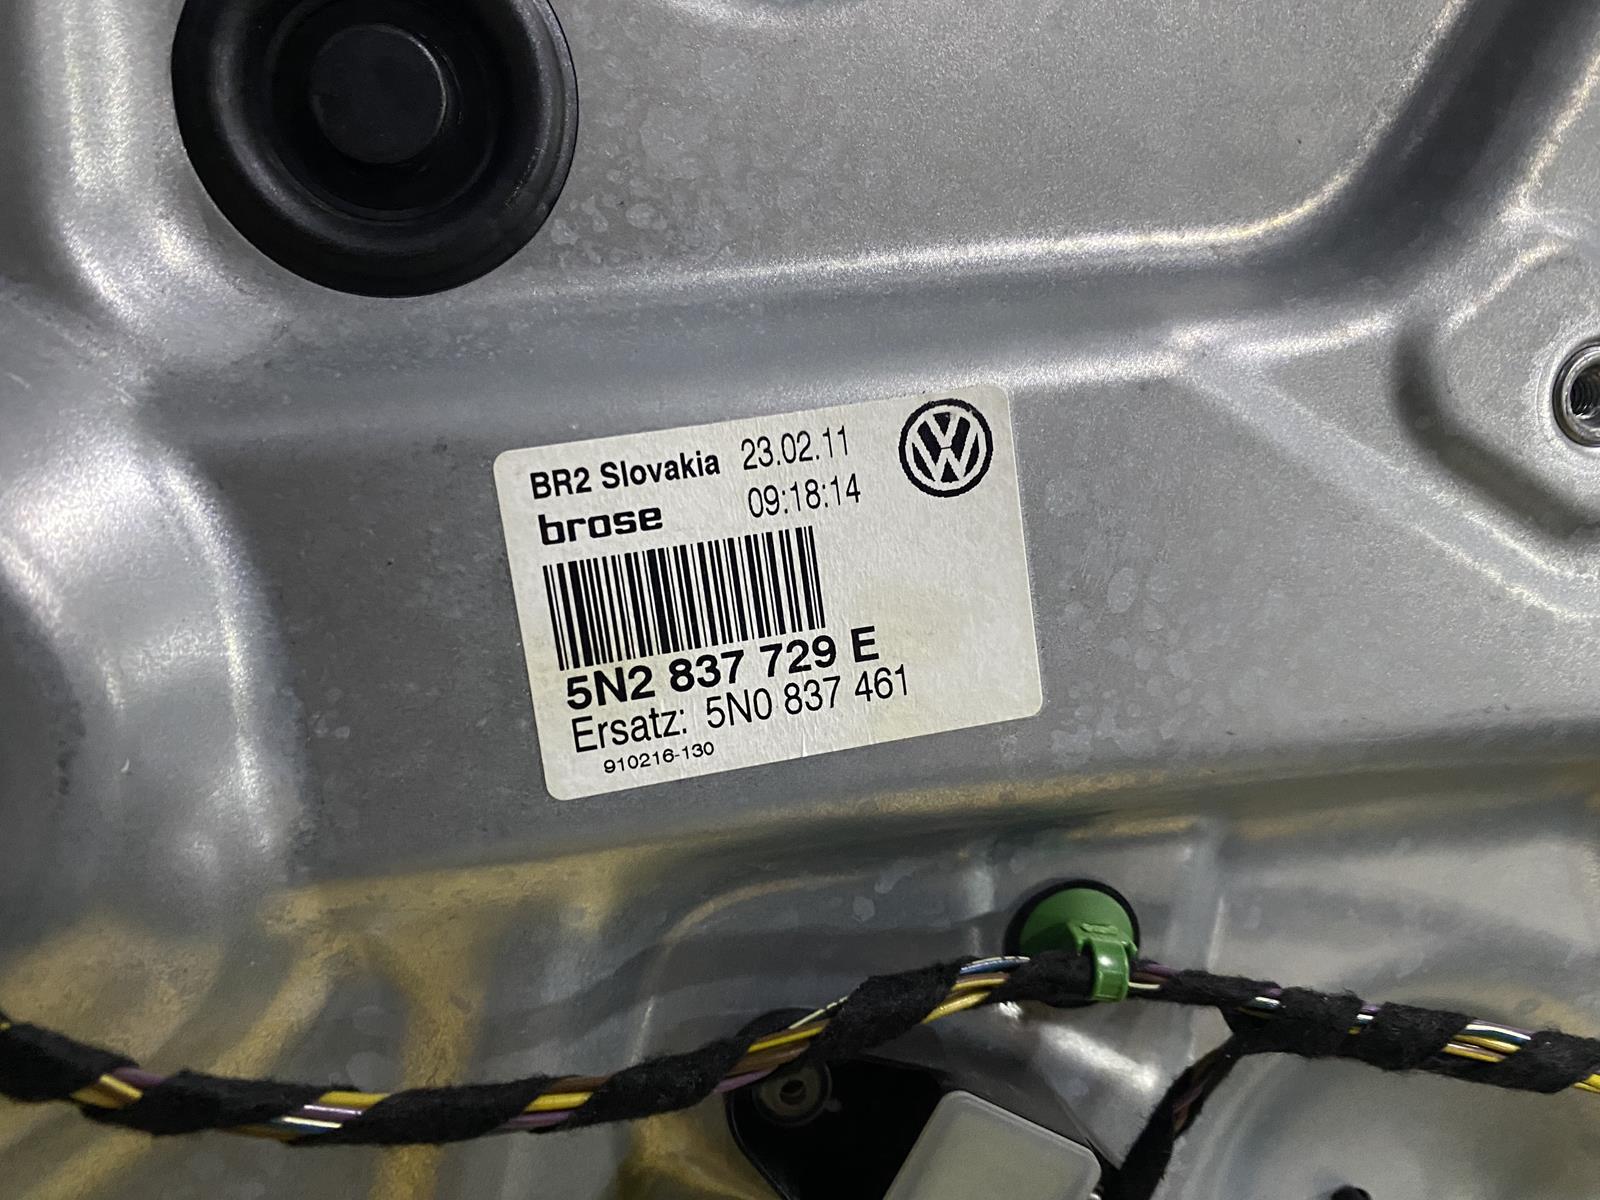 BR2 Slovakia 23.02.11
brose 09:18:14
5N2 837 729 E
Ersatz: 5N0 837 461
910216-130